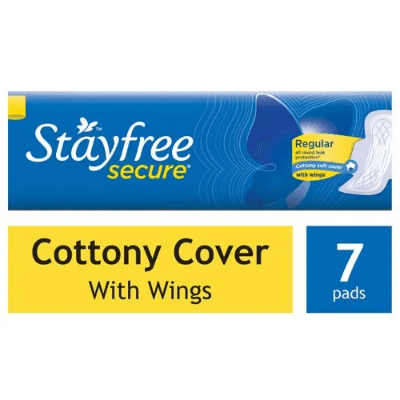 Stayfree
secure®
Regular
all round leak
protection*
Cottony soft cover
with wings
Cottony Cover
With Wings
7
pads